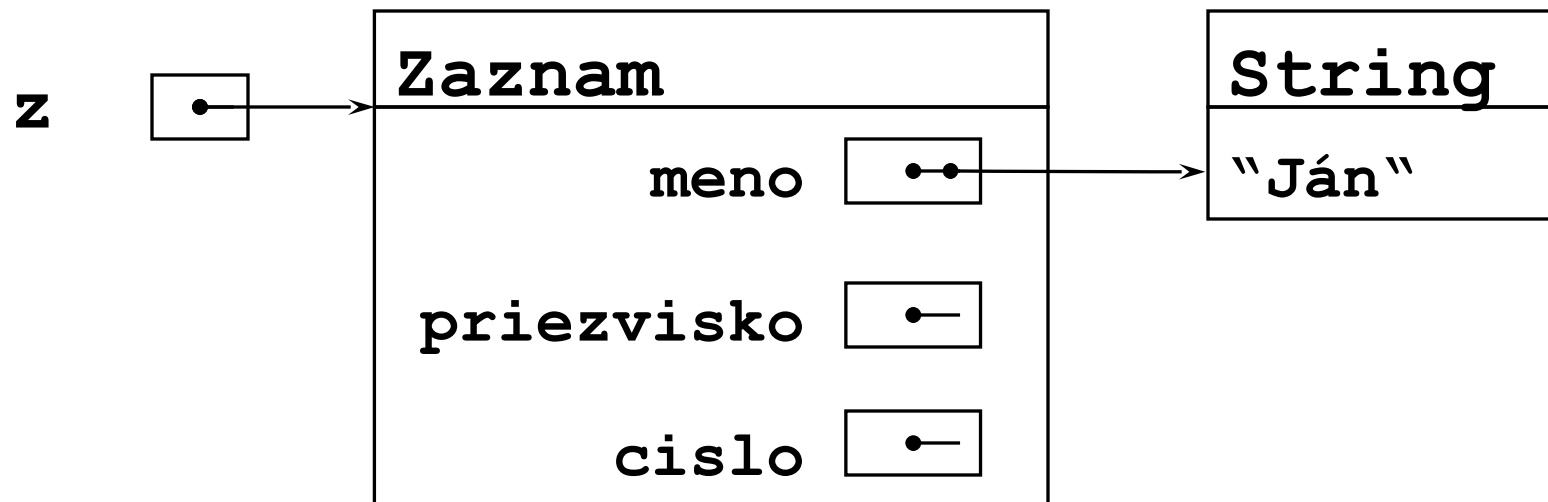 z
Zaznam
String
meno
‟Ján‟
priezvisko
cislo